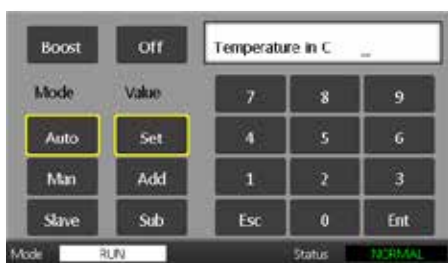 Boost Off Temperature in C _
Mode Value 7 8 9
Auto Set 4 5 6
Man Add 1 2 3
Slave Sub Esc 0 Ent
Mode RUN Status NORMAL